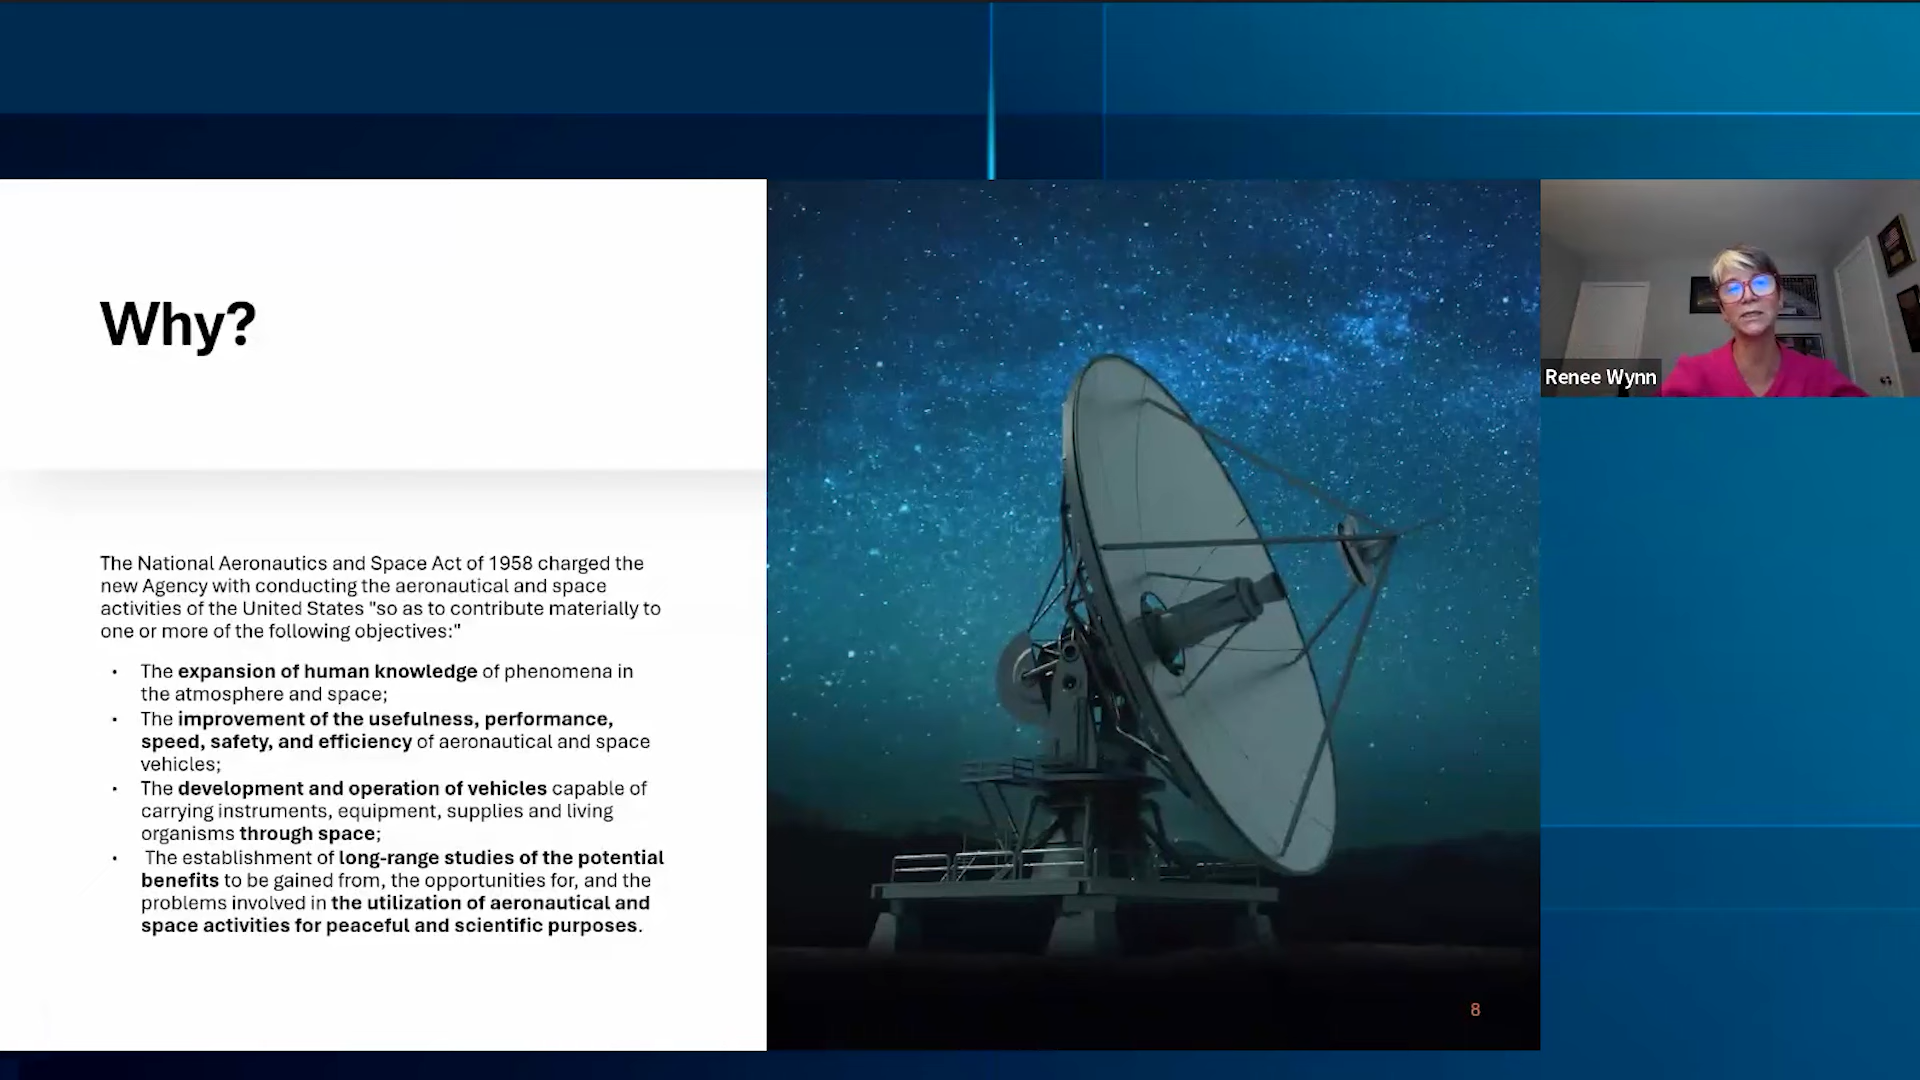 Why?
The National Aeronautics and Space Act of 1958 charged the
new Agency with conducting the aeronautical and space
activities of the United States "so as to contribute materially to
one or more of the following objectives:"
• The expansion of human knowledge of phenomena in
the atmosphere and space;
• The improvement of the usefulness, performance,
speed, safety, and efficiency of aeronautical and space
vehicles;
• The development and operation of vehicles capable of
carrying instruments, equipment, supplies and living
organisms through space;
• The establishment of long-range studies of the potential
benefits to be gained from, the opportunities for, and the
problems involved in the utilization of aeronautical and
space activities for peaceful and scientific purposes.
8
Renee Wynn